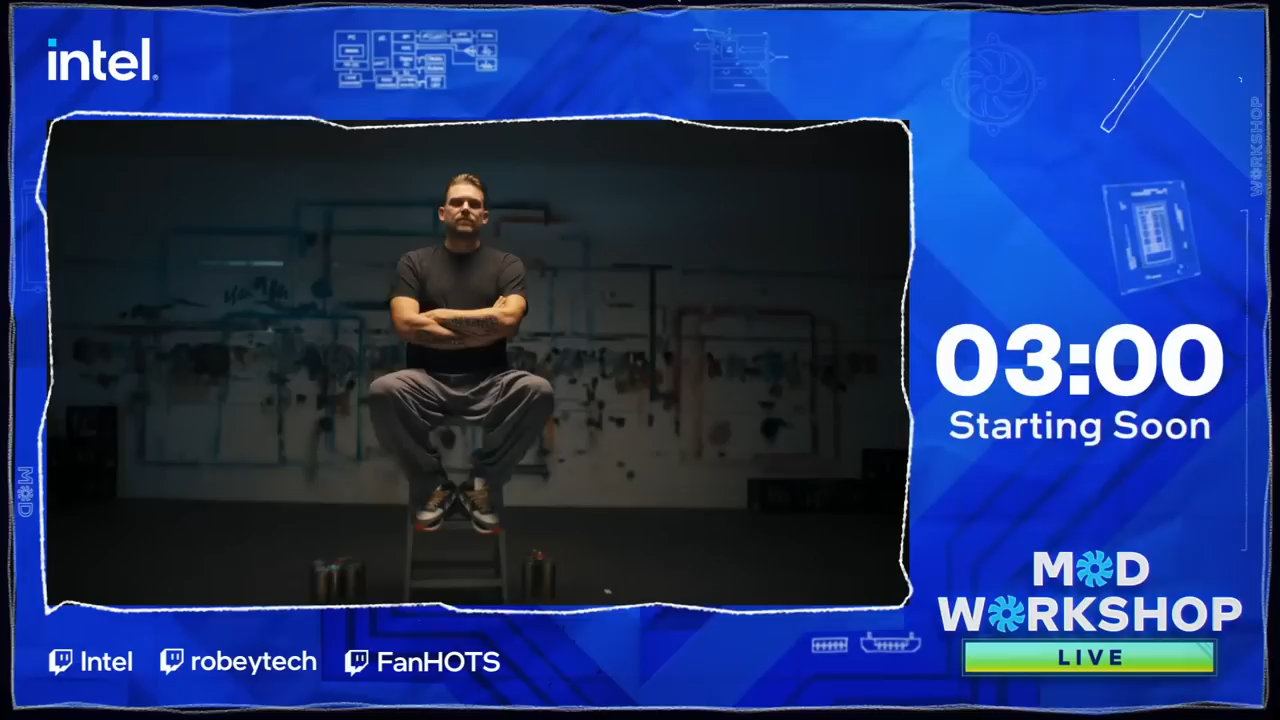 intel.
WORKSHOP
03:00
Starting Soon
MOD
MOD
WORKSHOP
LIVE
Intel
robeytech
FanHOTS